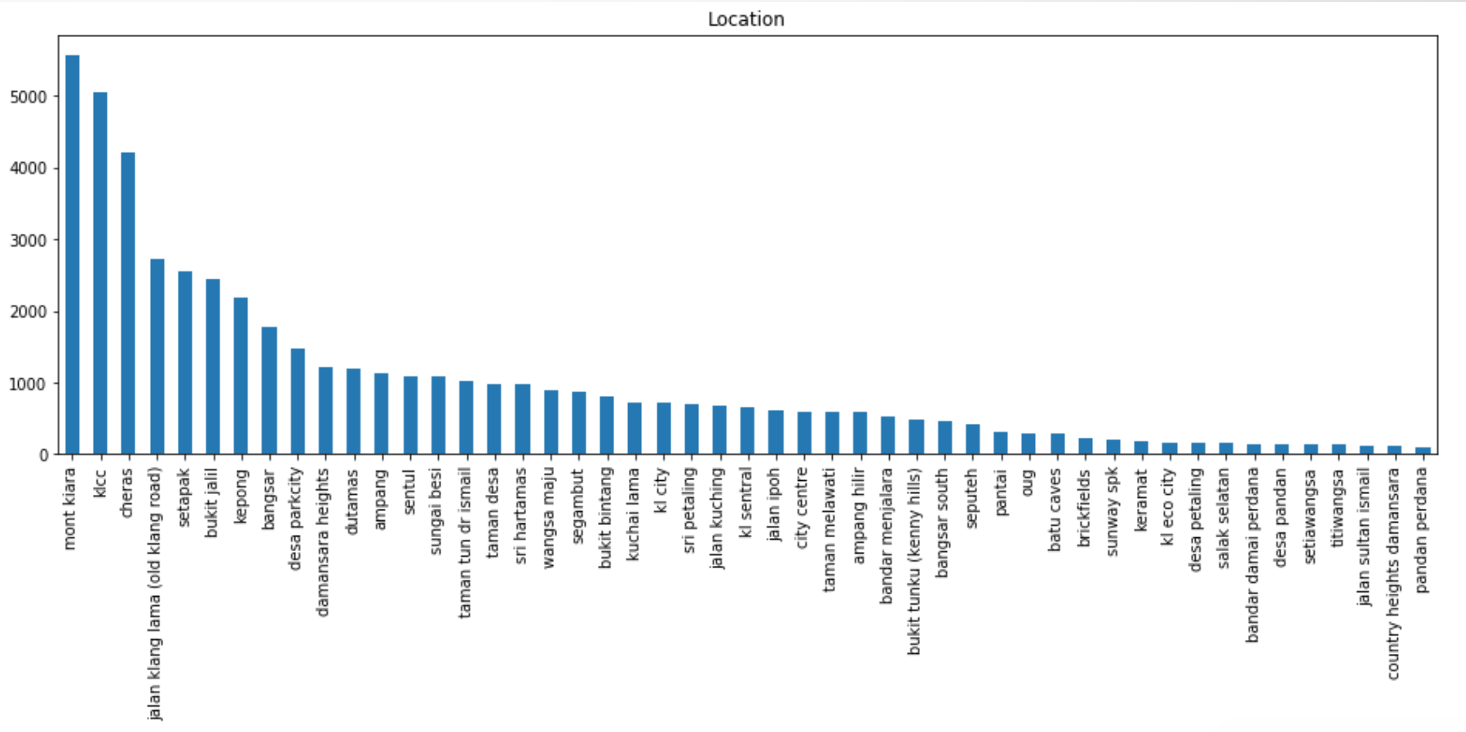 Location
5000
4000
3000
2000
1000
0
mont kiara
klcc
cheras
jalan klang lama (old klang road)
setapak
bukit jalil
kepong
bangsar
desa parkcity
damansara heights
dutamas
ampang
sentul
sungai besi
taman tun dr ismail
taman desa
sri hartamas
wangsa maju
segambut
bukit bintang
kuchai lama
kl city
sri petaling
jalan kuching
kl sentral
jalan ipoh
city centre
taman melawati
ampang hilir
bandar menjalara
bukit tunku (kenny hills)
bangsar south
seputeh
pantai
oug
batu caves
brickfields
sunway spk
keramat
kl eco city
desa petaling
salak selatan
bandar damai perdana
desa pandan
setiawangsa
titiwangsa
jalan sultan ismail
country heights damansara
pandan perdana